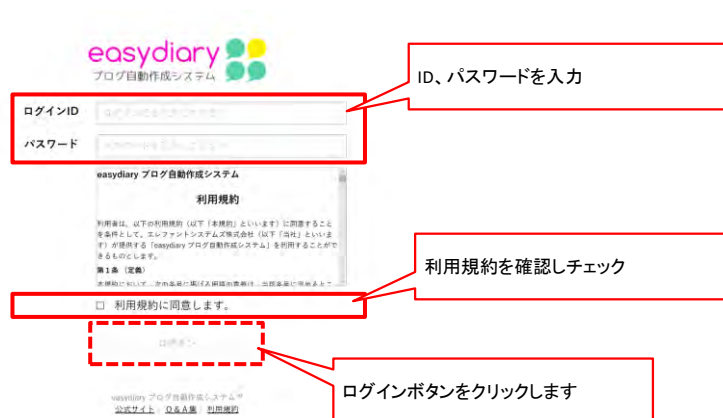 easydiary
ブログ自動作成システム
ID、パスワードを入力
ログインID
パスワード
easydiary ブログ自動作成システム
利用規約
利用者は、以下の利用規約（以下「本規約」といいます）に同意すること
を条件として、エレファントシステムズ株式会社（以下「当社」といいま
す）が提供する「easydiary ブログ自動作成システム」を利用することがで
きるものとします。
第1条 （定義）
利用規約を確認しチェック
利用規約に同意します。
ログイン
ログインボタンをクリックします
easydiary ブログ自動作成システム
公式サイト | Q＆A集 | 利用規約